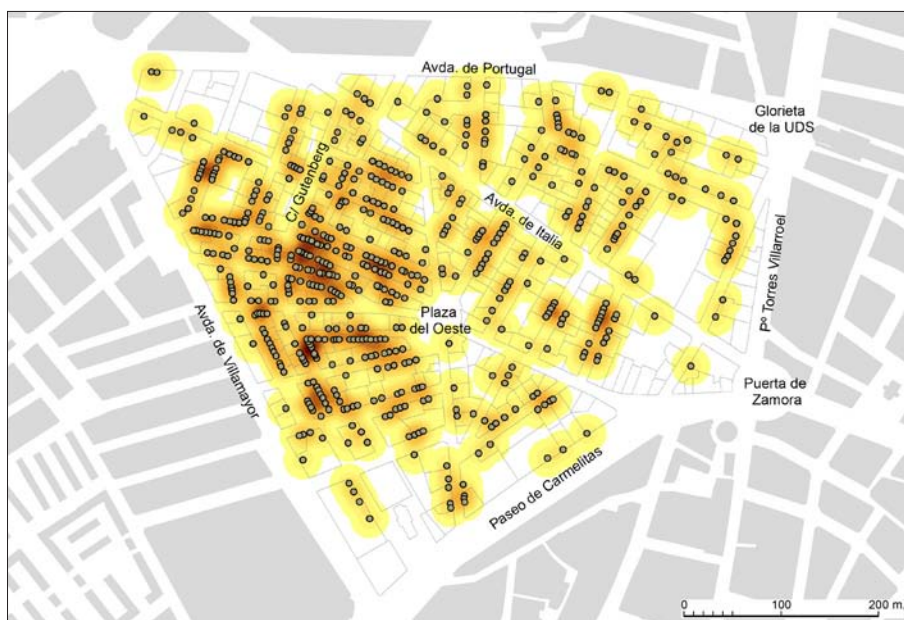 Avda. de Portugal
Glorieta
de la UDS
C/ Gutenberg
Avda. de Italia
Pº Torres Villarroel
Plaza
del Oeste
Avda. de Villamayor
Puerta de
Zamora
Paseo de Carmelitas
0 100 200 m.